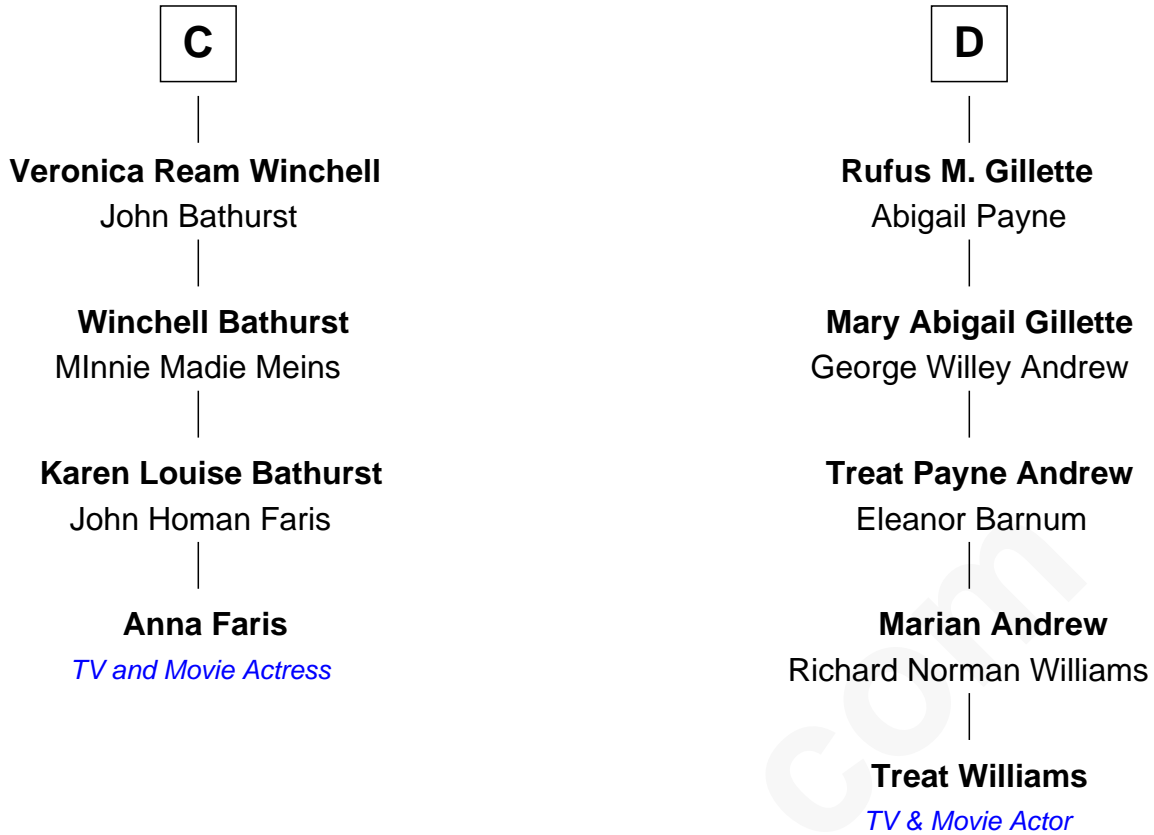 C
Veronica Ream Winchell
John Bathurst
Winchell Bathurst
MInnie Madie Meins
Karen Louise Bathurst
John Homan Faris
Anna Faris
TV and Movie Actress
D
Rufus M. Gillette
Abigail Payne
Mary Abigail Gillette
George Willey Andrew
Treat Payne Andrew
Eleanor Barnum
Marian Andrew
Richard Norman Williams
Treat Williams
TV & Movie Actor
com